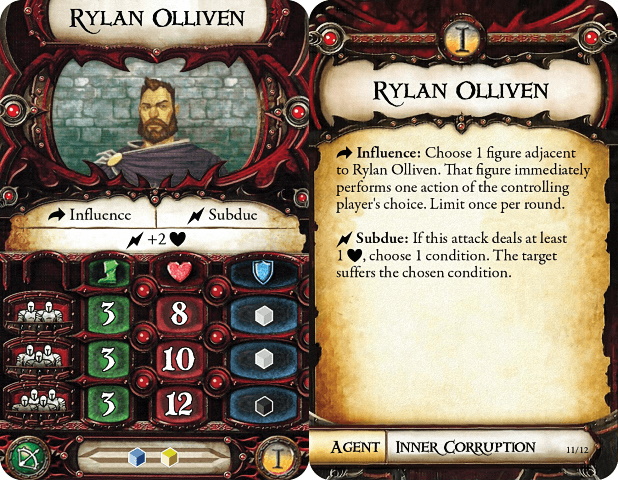 RYLAN OLLIVEN
Influence
Subdue
+2
3 8
3 10
3 12
I
I
RYLAN OLLIVEN
Influence: Choose 1 figure adjacent
to Rylan Olliven. That figure immediately
performs one action of the controlling
player's choice. Limit once per round.
Subdue: If this attack deals at least
1 , choose 1 condition. The target
suffers the chosen condition.
AGENT INNER CORRUPTION 11/12